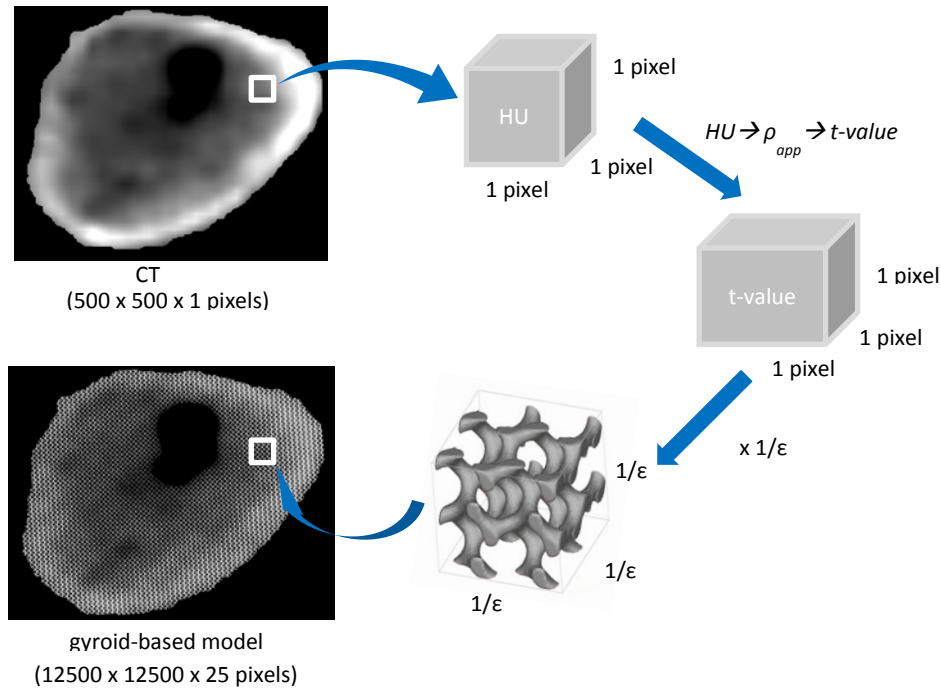 HU
1 pixel
1 pixel
1 pixel
HU→ρapp→t-value
CT
(500 x 500 x 1 pixels)
t-value
1 pixel
1 pixel
1 pixel
x 1/ε
1/ε
1/ε
1/ε
gyroid-based model
(12500 x 12500 x 25 pixels)